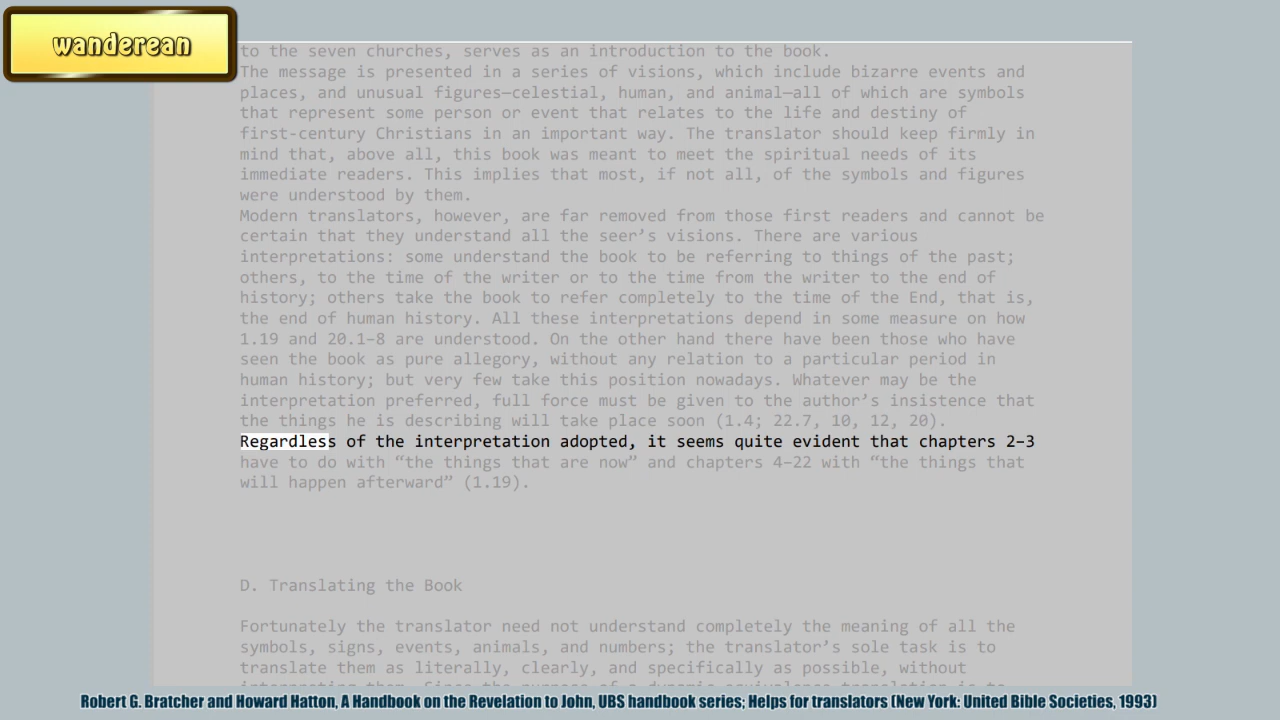 wanderean
to the seven churches, serves as an introduction to the book.
The message is presented in a series of visions, which include bizarre events and
places, and unusual figures—celestial, human, and animal—all of which are symbols
that represent some person or event that relates to the life and destiny of
first-century Christians in an important way. The translator should keep firmly in
mind that, above all, this book was meant to meet the spiritual needs of its
immediate readers. This implies that most, if not all, of the symbols and figures
were understood by them.
Modern translators, however, are far removed from those first readers and cannot be
certain that they understand all the seer’s visions. There are various
interpretations: some understand the book to be referring to things of the past;
others, to the time of the writer or to the time from the writer to the end of
history; others take the book to refer completely to the time of the End, that is,
the end of human history. All these interpretations depend in some measure on how
1.19 and 20.1–8 are understood. On the other hand there have been those who have
seen the book as pure allegory, without any relation to a particular period in
human history; but very few take this position nowadays. Whatever may be the
interpretation preferred, full force must be given to the author’s insistence that
the things he is describing will take place soon (1.4; 22.7, 10, 12, 20).
Regardless of the interpretation adopted, it seems quite evident that chapters 2–3
have to do with “the things that are now” and chapters 4–22 with “the things that
will happen afterward” (1.19).
D. Translating the Book
Fortunately the translator need not understand completely the meaning of all the
symbols, signs, events, animals, and numbers; the translator’s sole task is to
translate them as literally, clearly, and specifically as possible, without
Robert G. Bratcher and Howard Hatton, A Handbook on the Revelation to John, UBS handbook series; Helps for translators (New York: United Bible Societies, 1993)